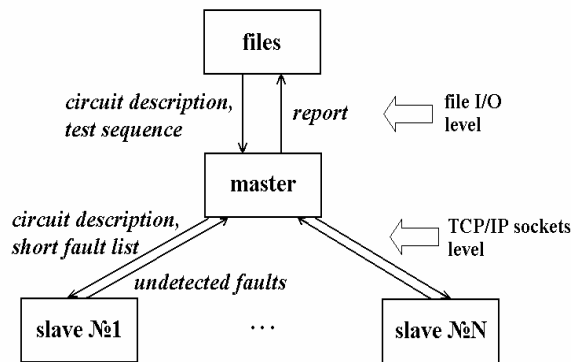 files
circuit description,
test sequence
report
file I/O
level
master
circuit description,
short fault list
TCP/IP sockets
level
undetected faults
slave №1
...
slave №N